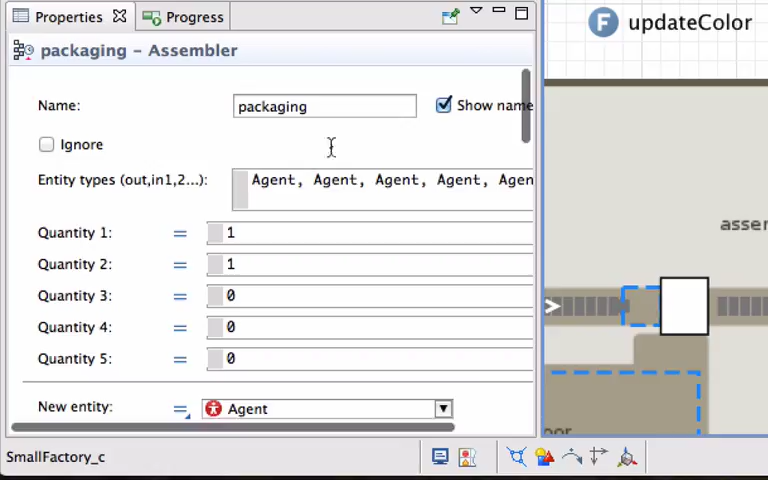 Properties
Progress
F updateColor
packaging – Assembler
Name:
packaging
Show name
Ignore
Entity types (out,in1,2...):
Agent, Agent, Agent, Agent, Agen
Quantity 1:
= 1
Quantity 2:
= 1
Quantity 3:
= 0
Quantity 4:
= 0
Quantity 5:
= 0
New entity:
= Agent
assem
oor
SmallFactory_c